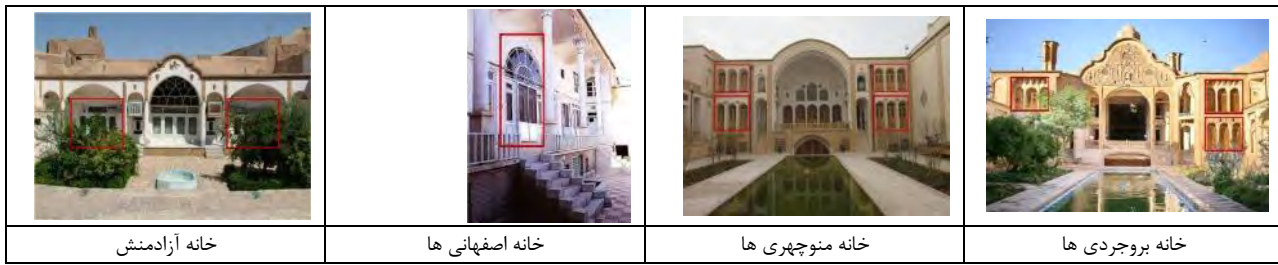 خانه بروجردی ها
خانه منوچهری ها
خانه اصفهانی ها
خانه آزادمنش